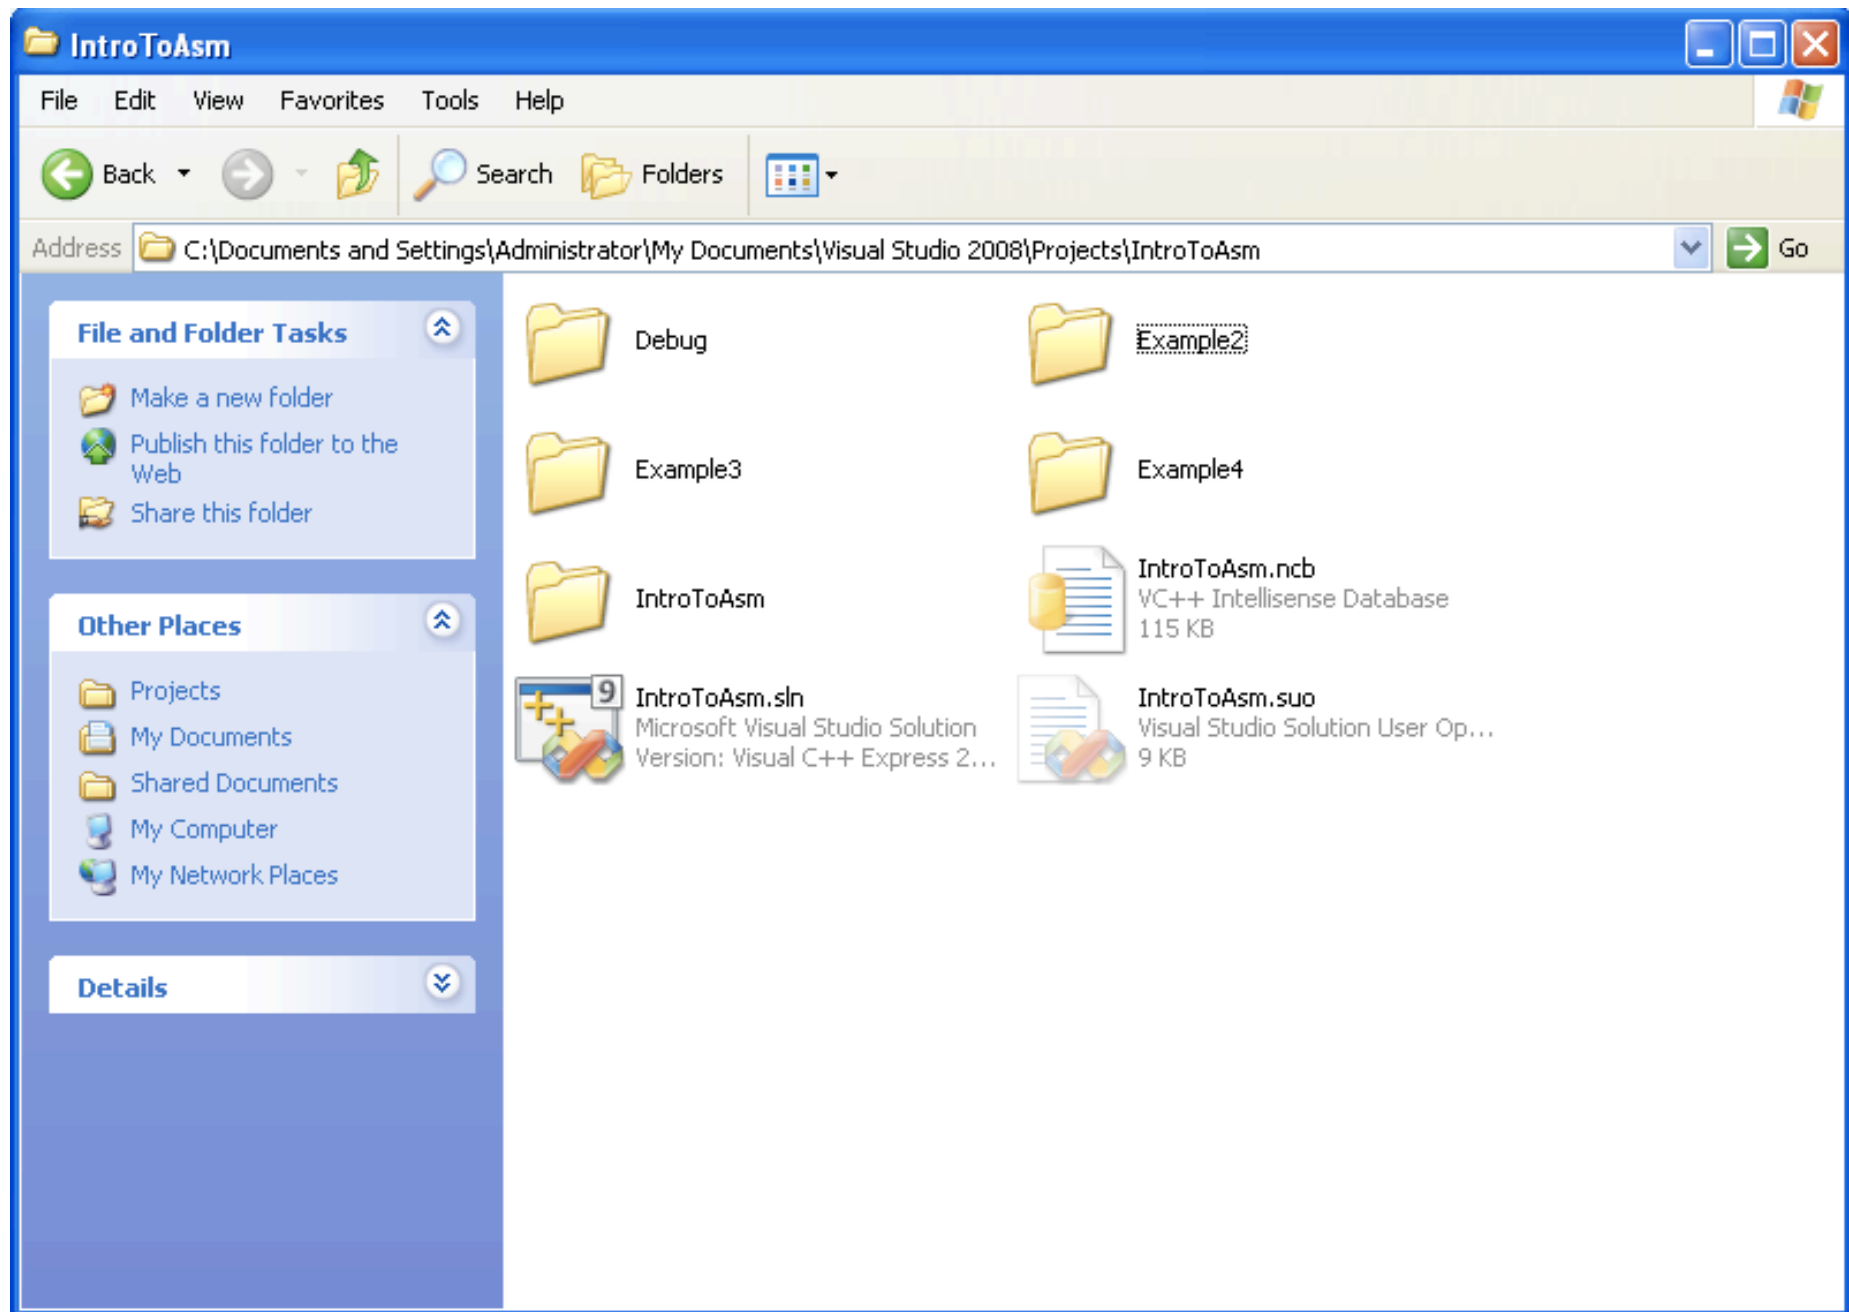 IntroToAsm
File Edit View Favorites Tools Help
Back Search Folders
Address C:\Documents and Settings\Administrator\My Documents\Visual Studio 2008\Projects\IntroToAsm Go
File and Folder Tasks
Make a new folder
Publish this folder to the
Web
Share this folder
Other Places
Projects
My Documents
Shared Documents
My Computer
My Network Places
Details
Debug
Example2
Example3
Example4
IntroToAsm
IntroToAsm.ncb
VC++ Intellisense Database
115 KB
9
IntroToAsm.sln
Microsoft Visual Studio Solution
Version: Visual C++ Express 2...
IntroToAsm.suo
Visual Studio Solution User Op...
9 KB